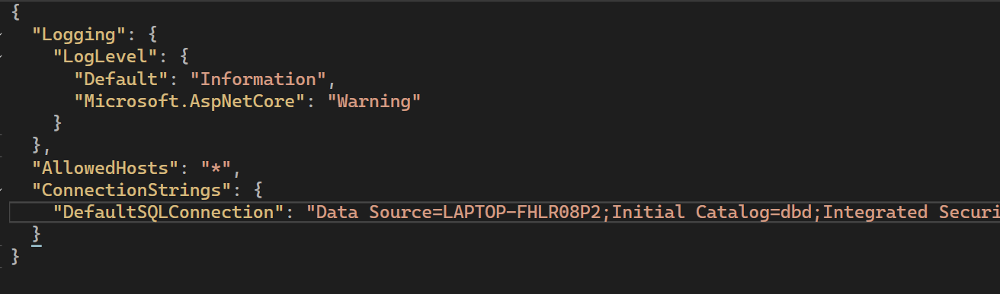 {
"Logging": {
"LogLevel": {
"Default": "Information",
"Microsoft.AspNetCore": "Warning"
}
},
"AllowedHosts": "*",
"ConnectionStrings": {
"DefaultSQLConnection": "Data Source=LAPTOP-FHLR08P2;Initial Catalog=dbd;Integrated Securi
}
}